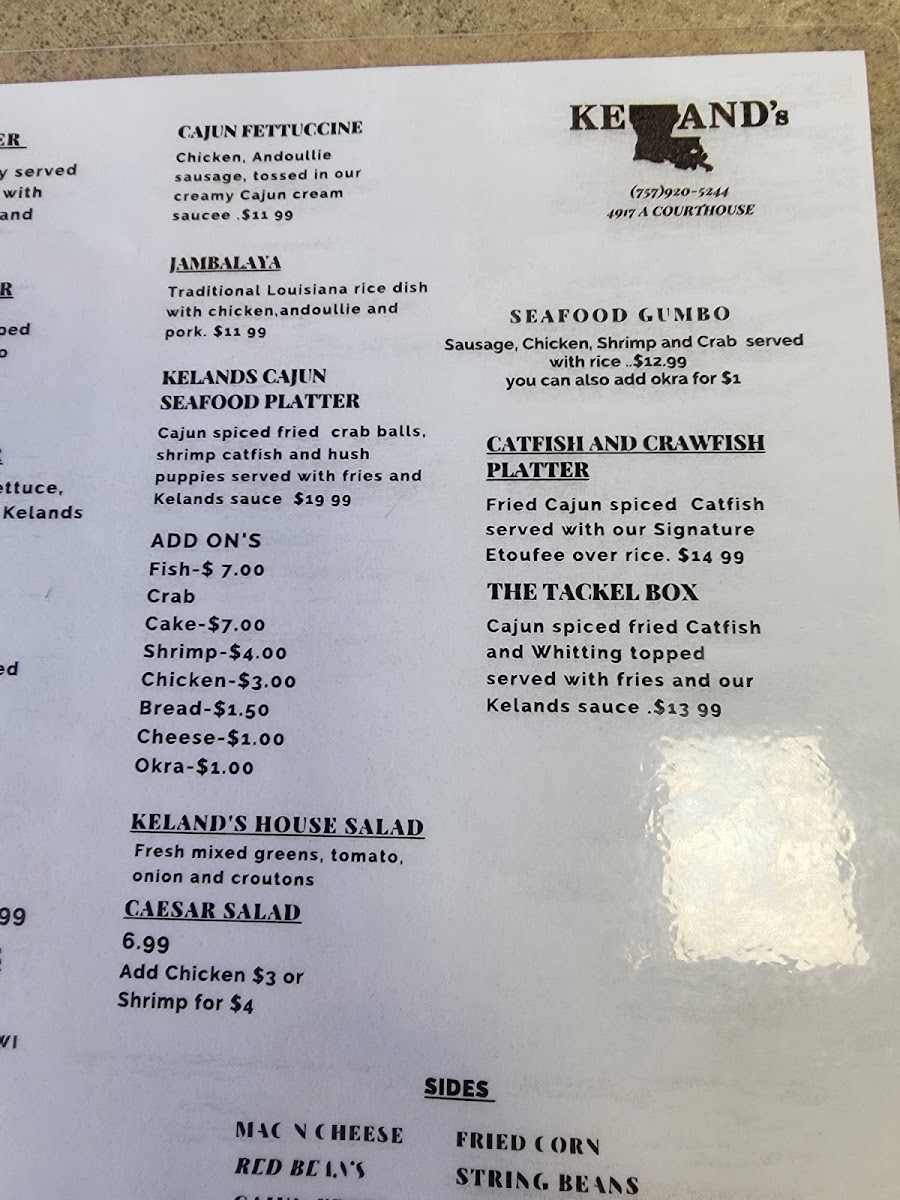 ER
y served
with
and
R
ped
o
ettuce,
Kelands
ed
99
WI
CAJUN FETTUCCINE
Chicken, Andoullie
sausage, tossed in our
creamy Cajun cream
saucee .$11 99
JAMBALAYA
Traditional Louisiana rice dish
with chicken,andoullie and
pork. $11 99
KELANDS CAJUN
SEAFOOD PLATTER
Cajun spiced fried crab balls,
shrimp catfish and hush
puppies served with fries and
Kelands sauce $19 99
ADD ON'S
Fish-$ 7.00
Crab
Cake-$7.00
Shrimp-$4.00
Chicken-$3.00
Bread-$1.50
Cheese-$1.00
Okra-$1.00
KELAND'S HOUSE SALAD
Fresh mixed greens, tomato,
onion and croutons
CAESAR SALAD
6.99
Add Chicken $3 or
Shrimp for $4
KELAND's
(757)920-5244
4917 A COURTHOUSE
SEAFOOD GUMBO
Sausage, Chicken, Shrimp and Crab served
with rice ..$12.99
you can also add okra for $1
CATFISH AND CRAWFISH
PLATTER
Fried Cajun spiced Catfish
served with our Signature
Etoufee over rice. $14 99
THE TACKEL BOX
Cajun spiced fried Catfish
and Whitting topped
served with fries and our
Kelands sauce .$13 99
SIDES
MAC N CHEESE
RED BEANS
FRIED CORN
STRING BEANS